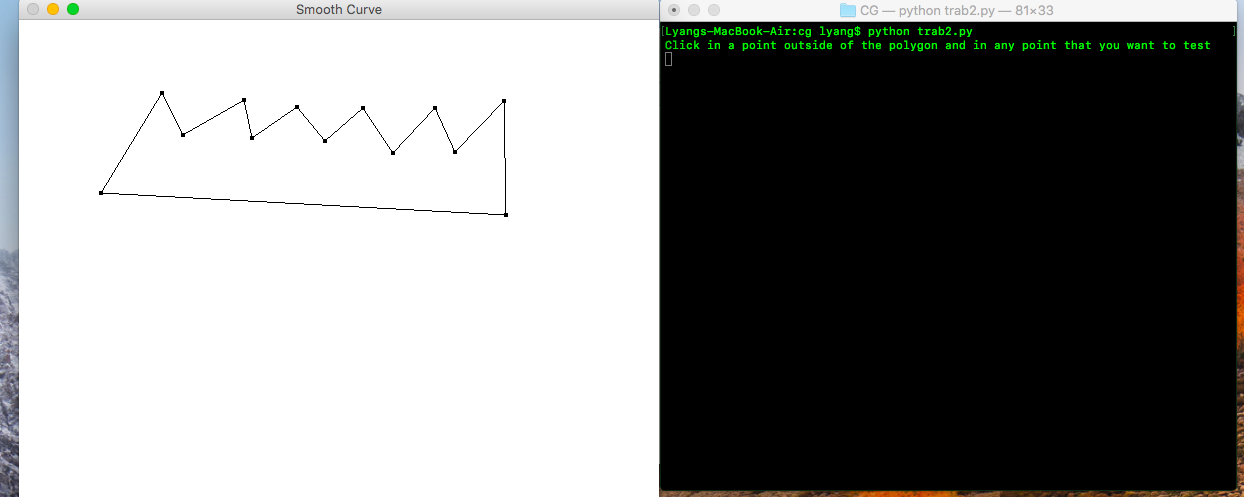 Smooth Curve
CG — python trab2.py — 81×33
[Lyangs-MacBook-Air:cg lyang$ python trab2.py ]
Click in a point outside of the polygon and in any point that you want to test